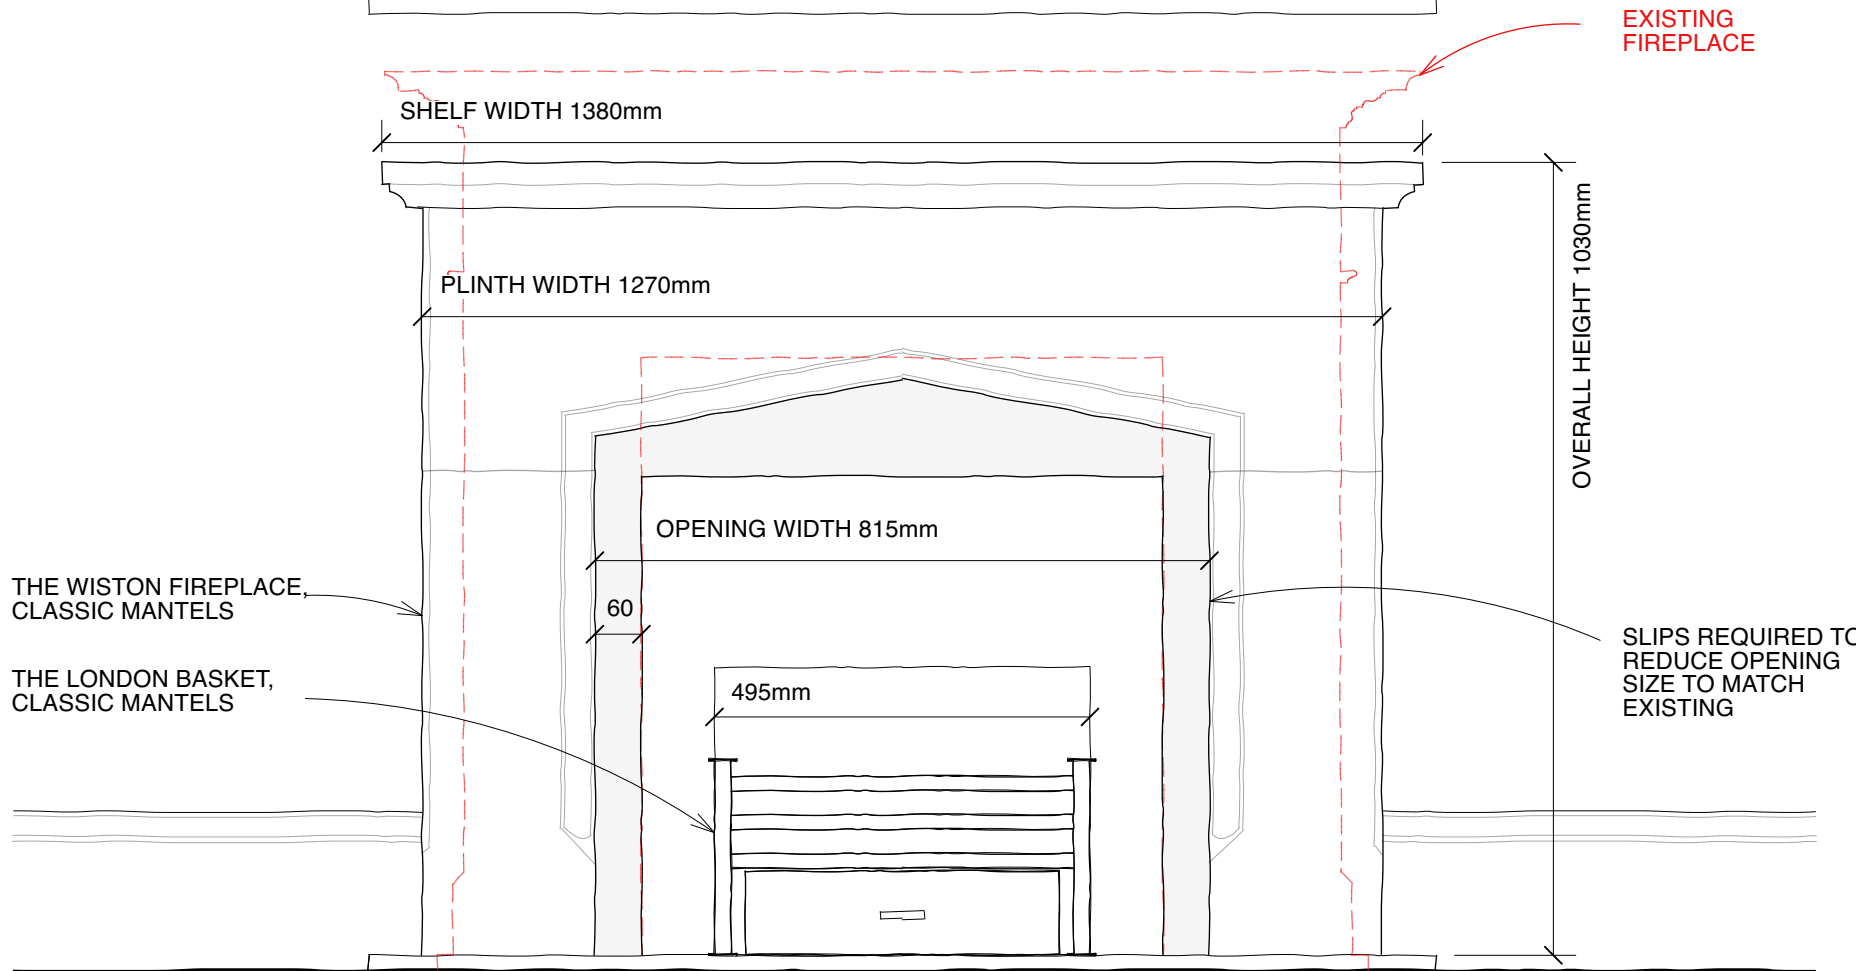 EXISTING
FIREPLACE
SHELF WIDTH 1380mm
PLINTH WIDTH 1270mm
OVERALL HEIGHT 1030mm
OPENING WIDTH 815mm
THE WISTON FIREPLACE,
CLASSIC MANTELS
60
SLIPS REQUIRED TO
REDUCE OPENING
SIZE TO MATCH
EXISTING
THE LONDON BASKET,
CLASSIC MANTELS
495mm